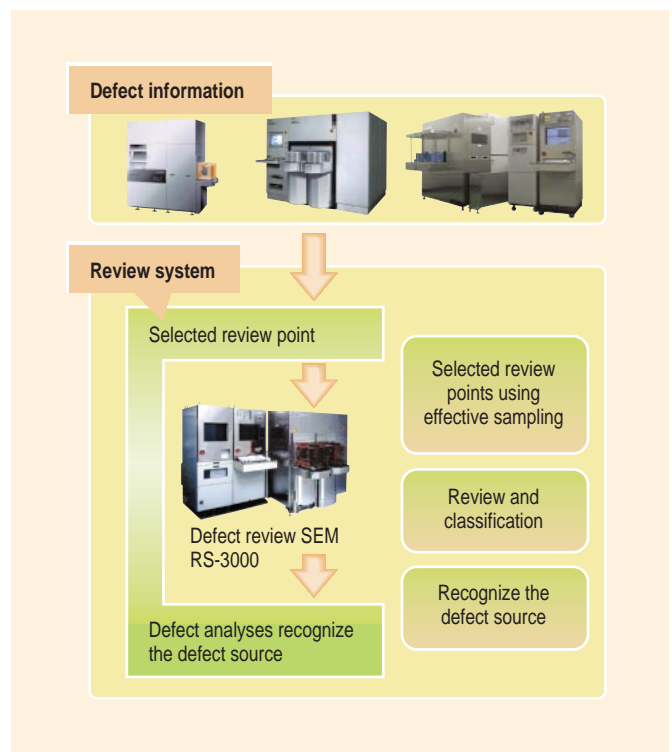 Defect information
Review system
Selected review point
Defect review SEM
RS-3000
Defect analyses recognize
the defect source
Selected review
points using
effective sampling
Review and
classification
Recognize the
defect source